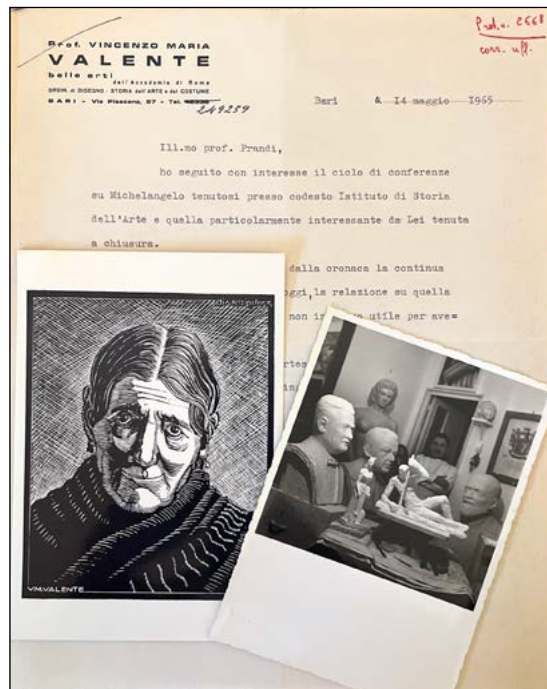 Prof. VINCENZO MARIA
VALENTE
belle arti
dell'Accademia di Roma
ORDIN. di DISEGNO - STORIA dell'ARTE e del COSTUME
BARI - Via Piccinni, 97 - Tel.
249239
Prot. n. 2668
corr. uff.
Bari 14 maggio 1965
Ill.mo prof. Prandi,
ho seguito con interesse il ciclo di conferenze
su Michelangelo tenutosi presso codesto Istituto di Storia
dell'Arte e quella particolarmente interessante da Lei tenuta
a chiusura.
dalla cronaca la continua
oggi, la relazione su quella
non in utile per ave=
V.M.VALENTE